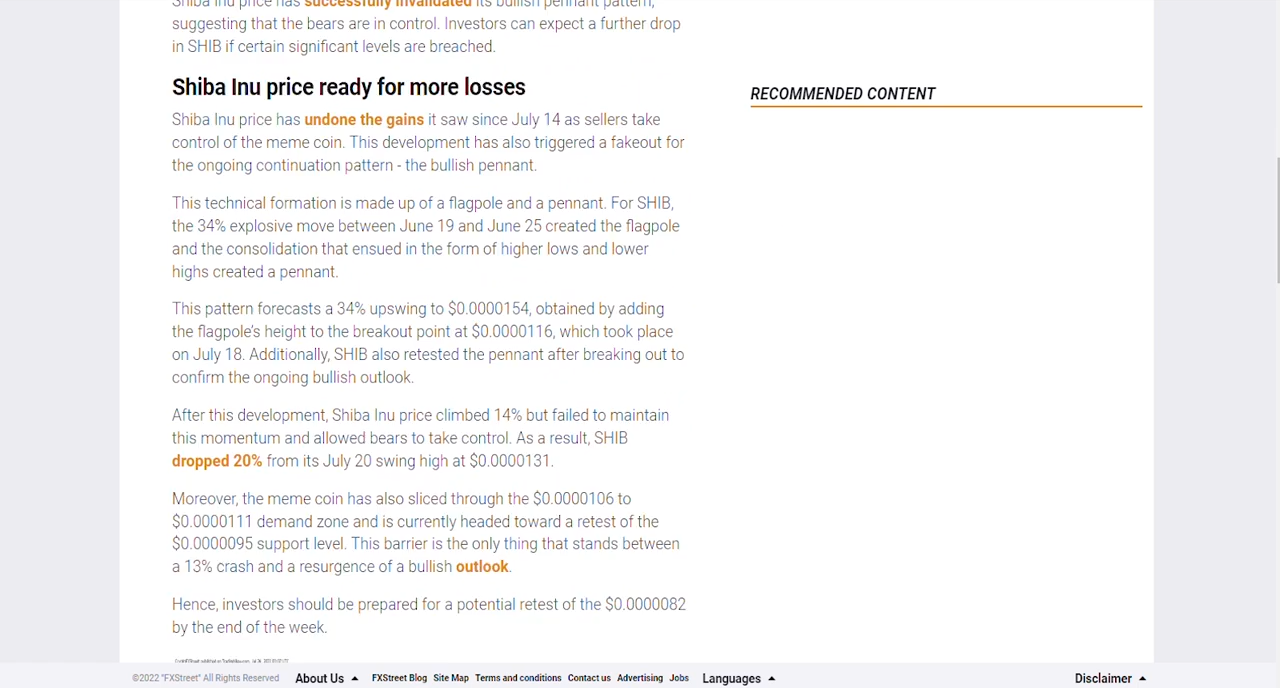 Shiba Inu price has successfully invalidated its bullish pennant pattern,
suggesting that the bears are in control. Investors can expect a further drop
in SHIB if certain significant levels are breached.
Shiba Inu price ready for more losses
Shiba Inu price has undone the gains it saw since July 14 as sellers take
control of the meme coin. This development has also triggered a fakeout for
the ongoing continuation pattern - the bullish pennant.
This technical formation is made up of a flagpole and a pennant. For SHIB,
the 34% explosive move between June 19 and June 25 created the flagpole
and the consolidation that ensued in the form of higher lows and lower
highs created a pennant.
This pattern forecasts a 34% upswing to $0.0000154, obtained by adding
the flagpole's height to the breakout point at $0.0000116, which took place
on July 18. Additionally, SHIB also retested the pennant after breaking out to
confirm the ongoing bullish outlook.
After this development, Shiba Inu price climbed 14% but failed to maintain
this momentum and allowed bears to take control. As a result, SHIB
dropped 20% from its July 20 swing high at $0.0000131.
Moreover, the meme coin has also sliced through the $0.0000106 to
$0.0000111 demand zone and is currently headed toward a retest of the
$0.0000095 support level. This barrier is the only thing that stands between
a 13% crash and a resurgence of a bullish outlook.
Hence, investors should be prepared for a potential retest of the $0.0000082
by the end of the week.
RECOMMENDED CONTENT
©2022 "FXStreet" All Rights Reserved About Us FXStreet Blog Site Map Terms and conditions Contact us Advertising Jobs Languages Disclaimer